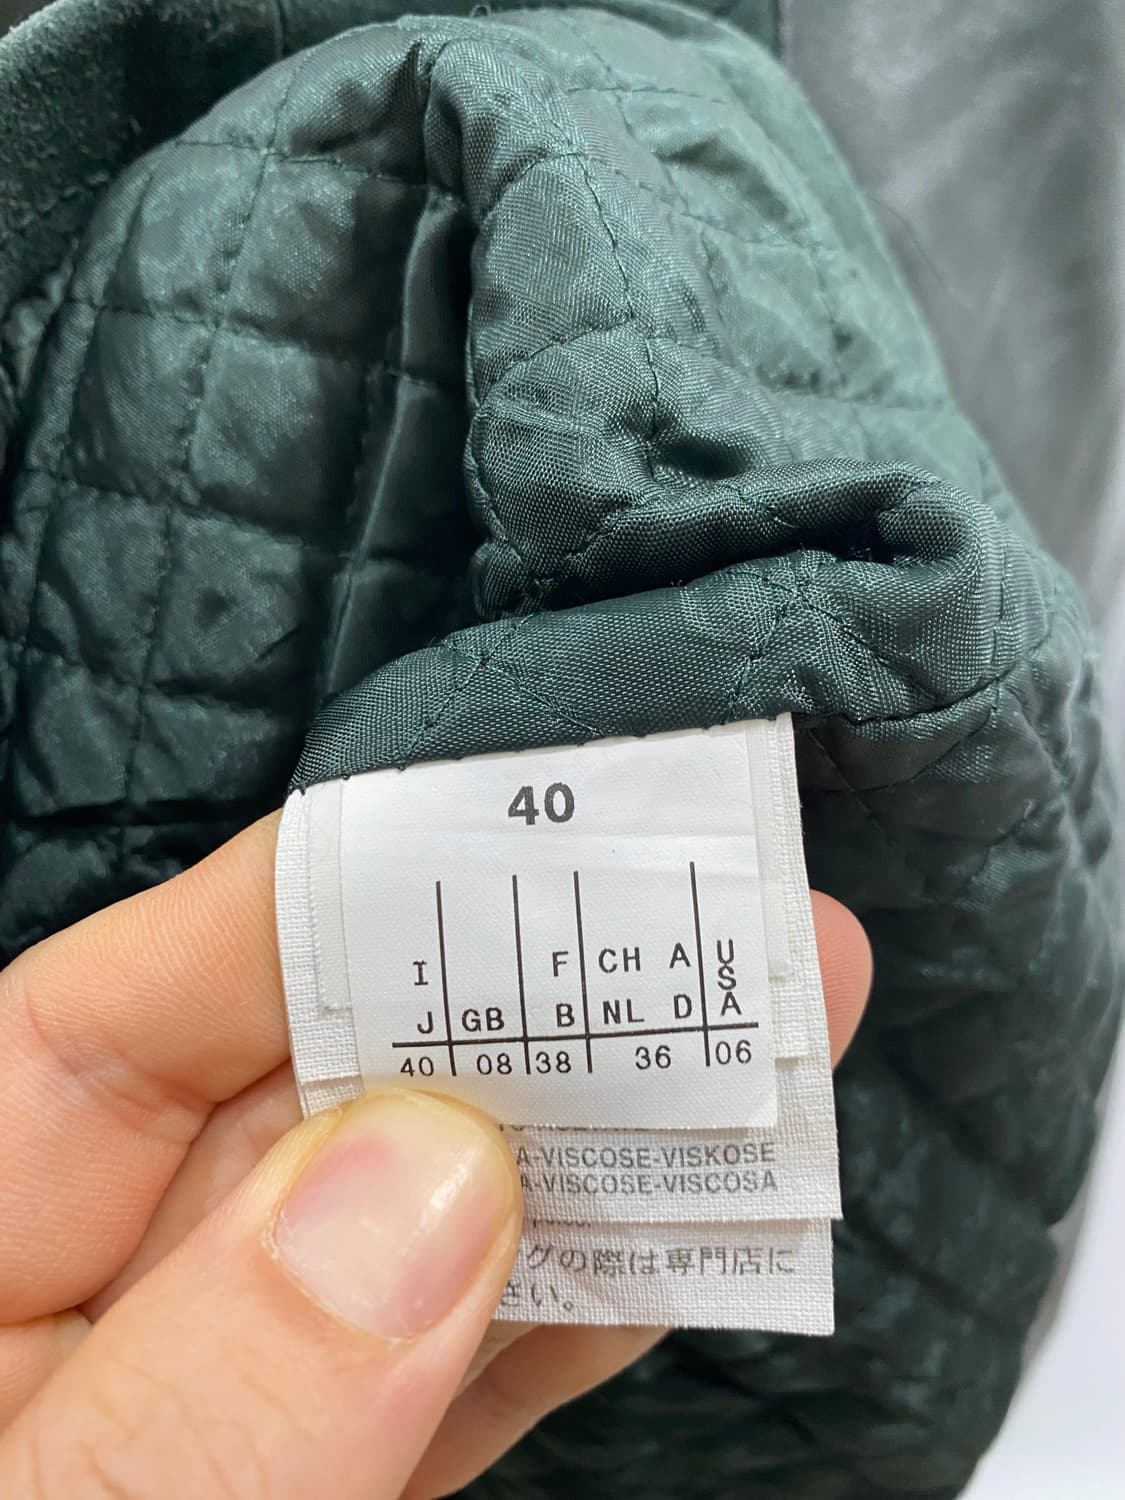 40
I F CH A USA
J GB B NL D
40 08 38 36 06
A-VISCOSE-VISKOSE
A-VISCOSE-VISCOSA
グの際は専門店に
さい。